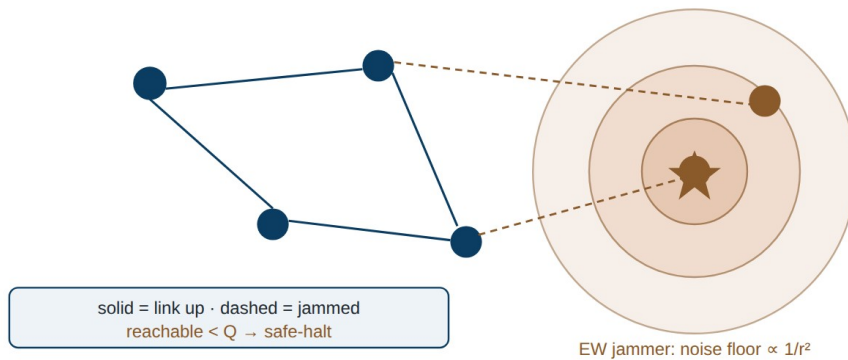 solid = link up · dashed = jammed
reachable < Q → safe-halt
EW jammer: noise floor ∝ 1/r²